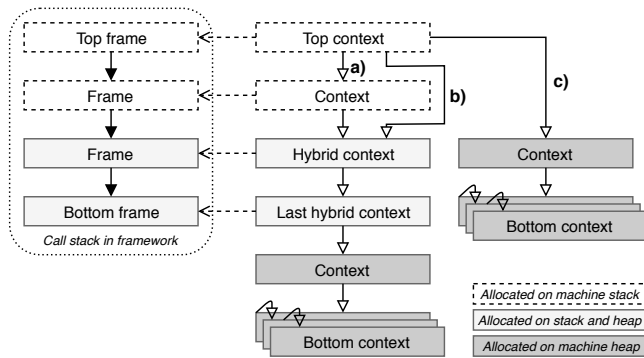 Top frame
Top context
a)
b)
c)
Frame
Context
Frame
Hybrid context
Context
Bottom frame
Last hybrid context
Bottom context
Call stack in framework
Context
Bottom context
Allocated on machine stack
Allocated on stack and heap
Allocated on machine heap